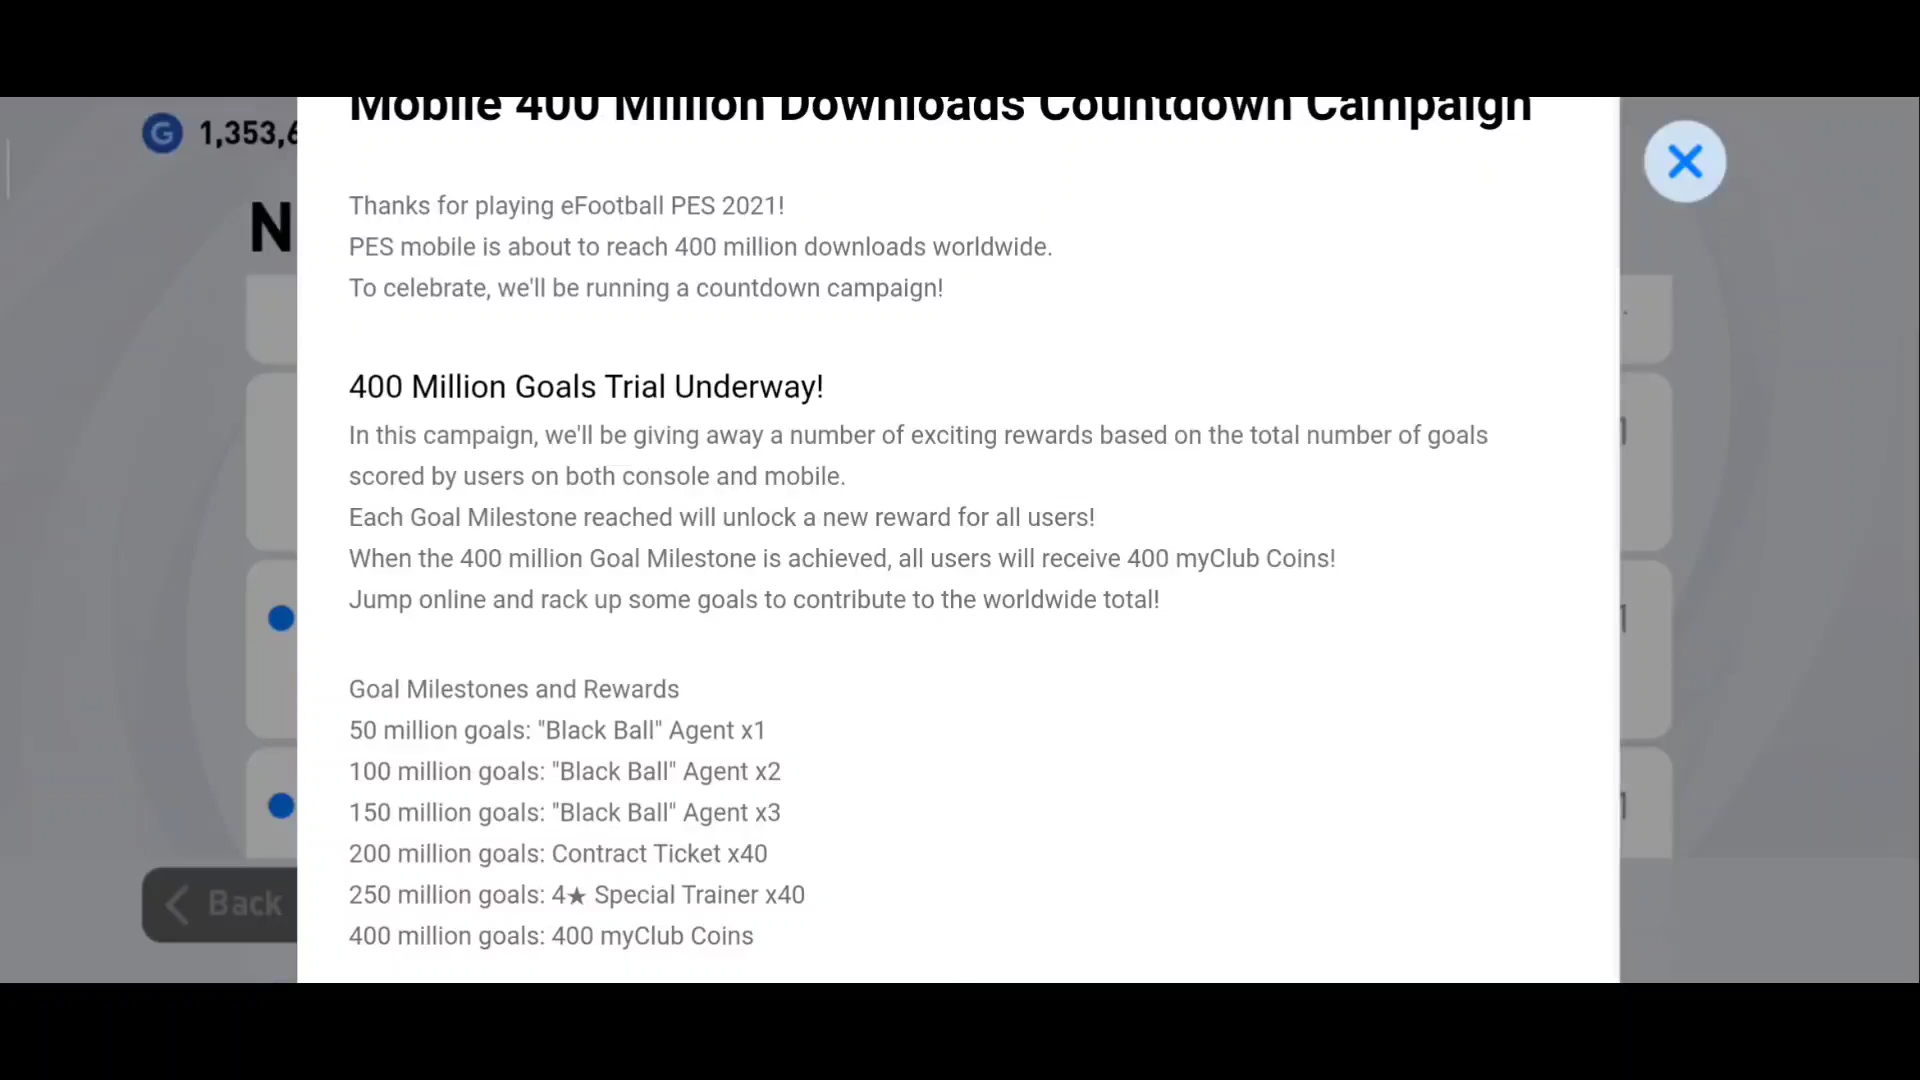 Mobile 400 Million Downloads Countdown Campaign
G 1,353,6
N
Thanks for playing eFootball PES 2021!
PES mobile is about to reach 400 million downloads worldwide.
To celebrate, we'll be running a countdown campaign!
400 Million Goals Trial Underway!
In this campaign, we'll be giving away a number of exciting rewards based on the total number of goals
scored by users on both console and mobile.
Each Goal Milestone reached will unlock a new reward for all users!
When the 400 million Goal Milestone is achieved, all users will receive 400 myClub Coins!
Jump online and rack up some goals to contribute to the worldwide total!
Goal Milestones and Rewards
50 million goals: "Black Ball" Agent x1
100 million goals: "Black Ball" Agent x2
150 million goals: "Black Ball" Agent x3
200 million goals: Contract Ticket x40
250 million goals: 4★ Special Trainer x40
400 million goals: 400 myClub Coins
Back